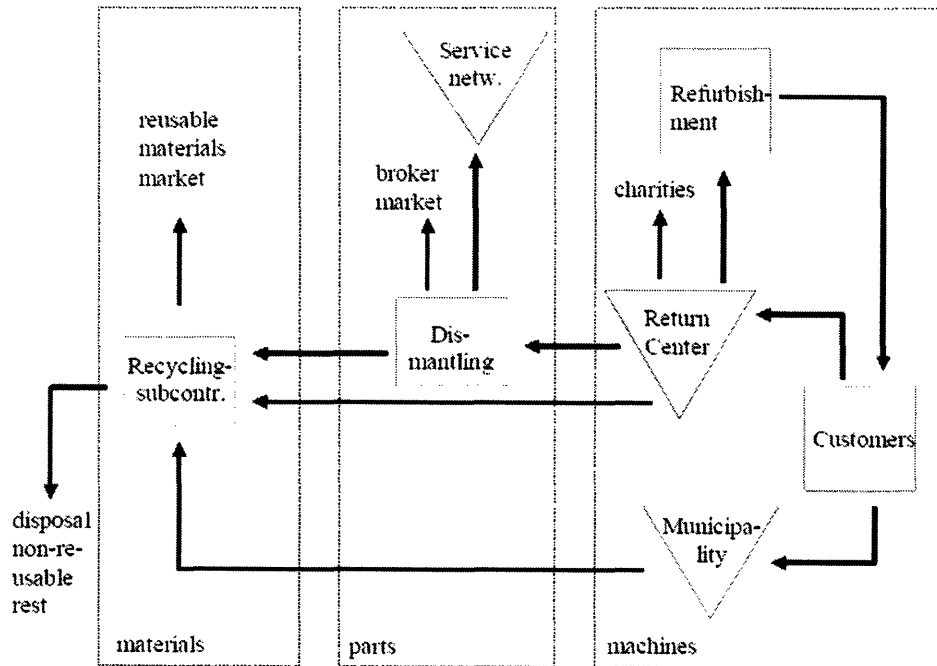 Service
netw.
Refurbish-
ment
reusable
materials
market
broker
market
charities
Return
Center
Dis-
mantling
Recycling-
subcontr.
Customers
disposal
non-re-
usable
rest
Municipa-
lity
materials
parts
machines